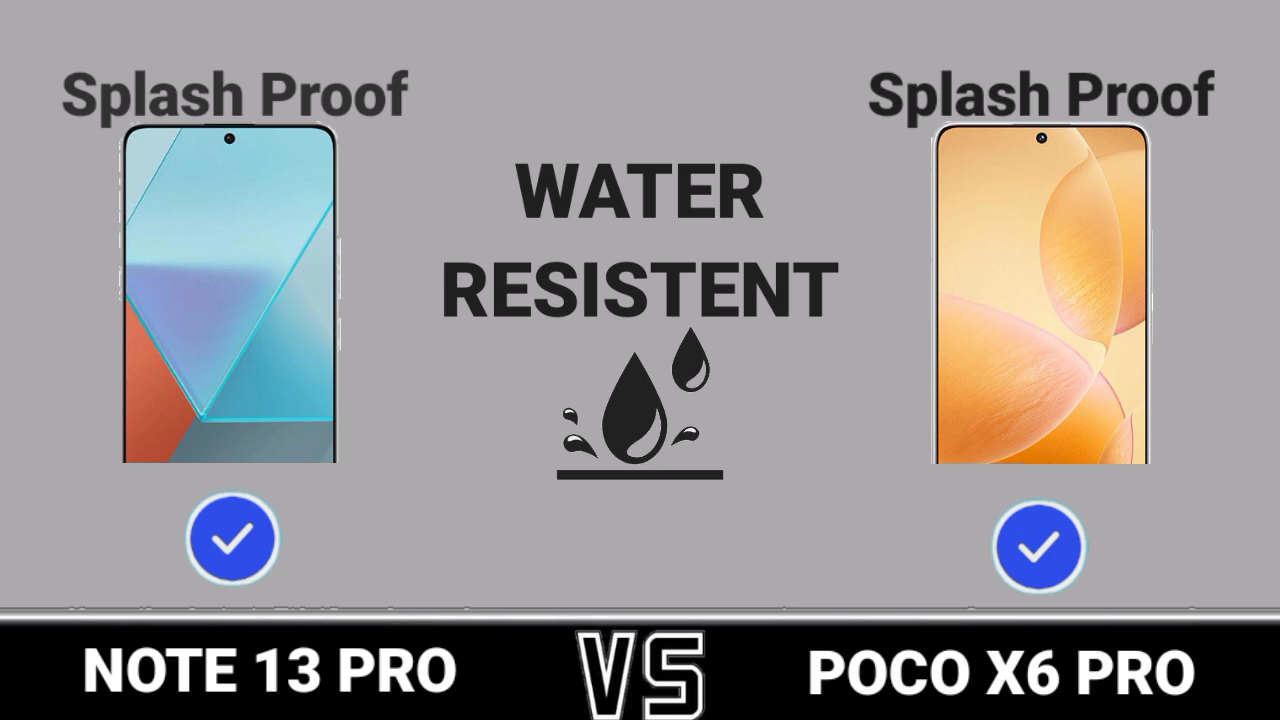 Splash Proof
Splash Proof
WATER
RESISTENT
NOTE 13 PRO
VS
POCO X6 PRO